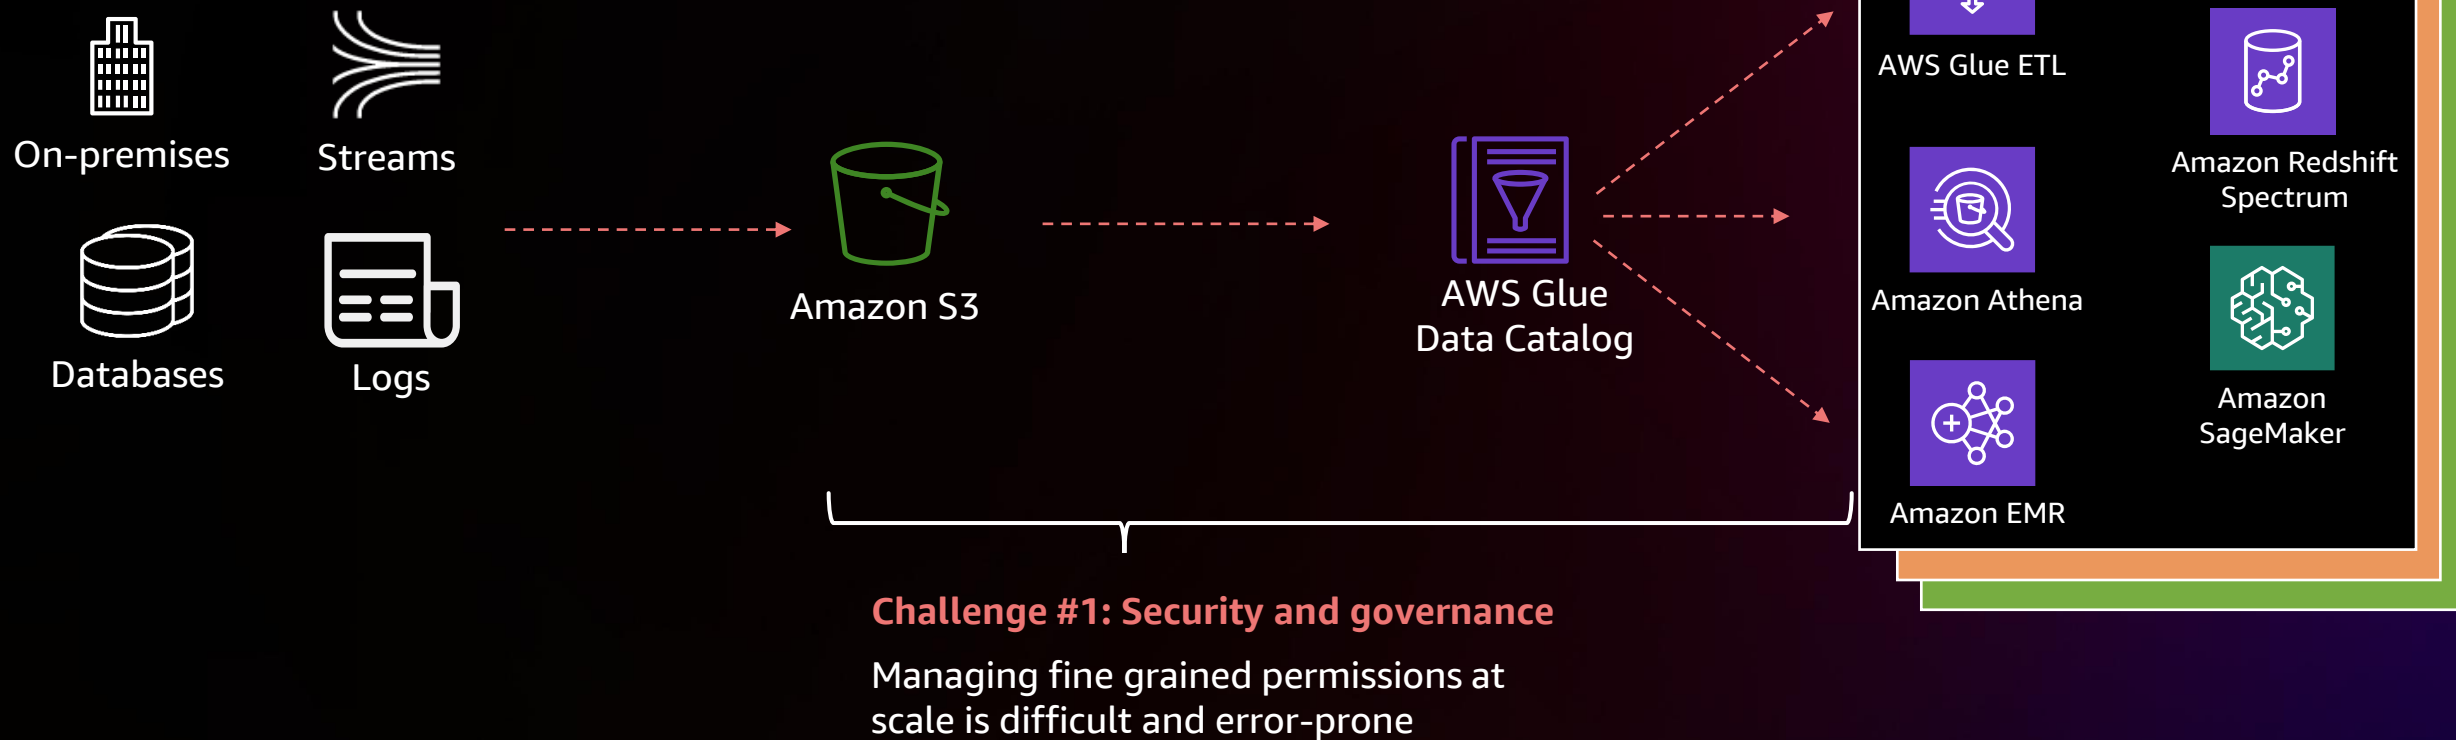 On-premises
Streams
Databases
Logs
Amazon S3
AWS Glue
Data Catalog
AWS Glue ETL
Amazon Redshift
Spectrum
Amazon Athena
Amazon
SageMaker
Amazon EMR
Challenge #1: Security and governance
Managing fine grained permissions at
scale is difficult and error-prone